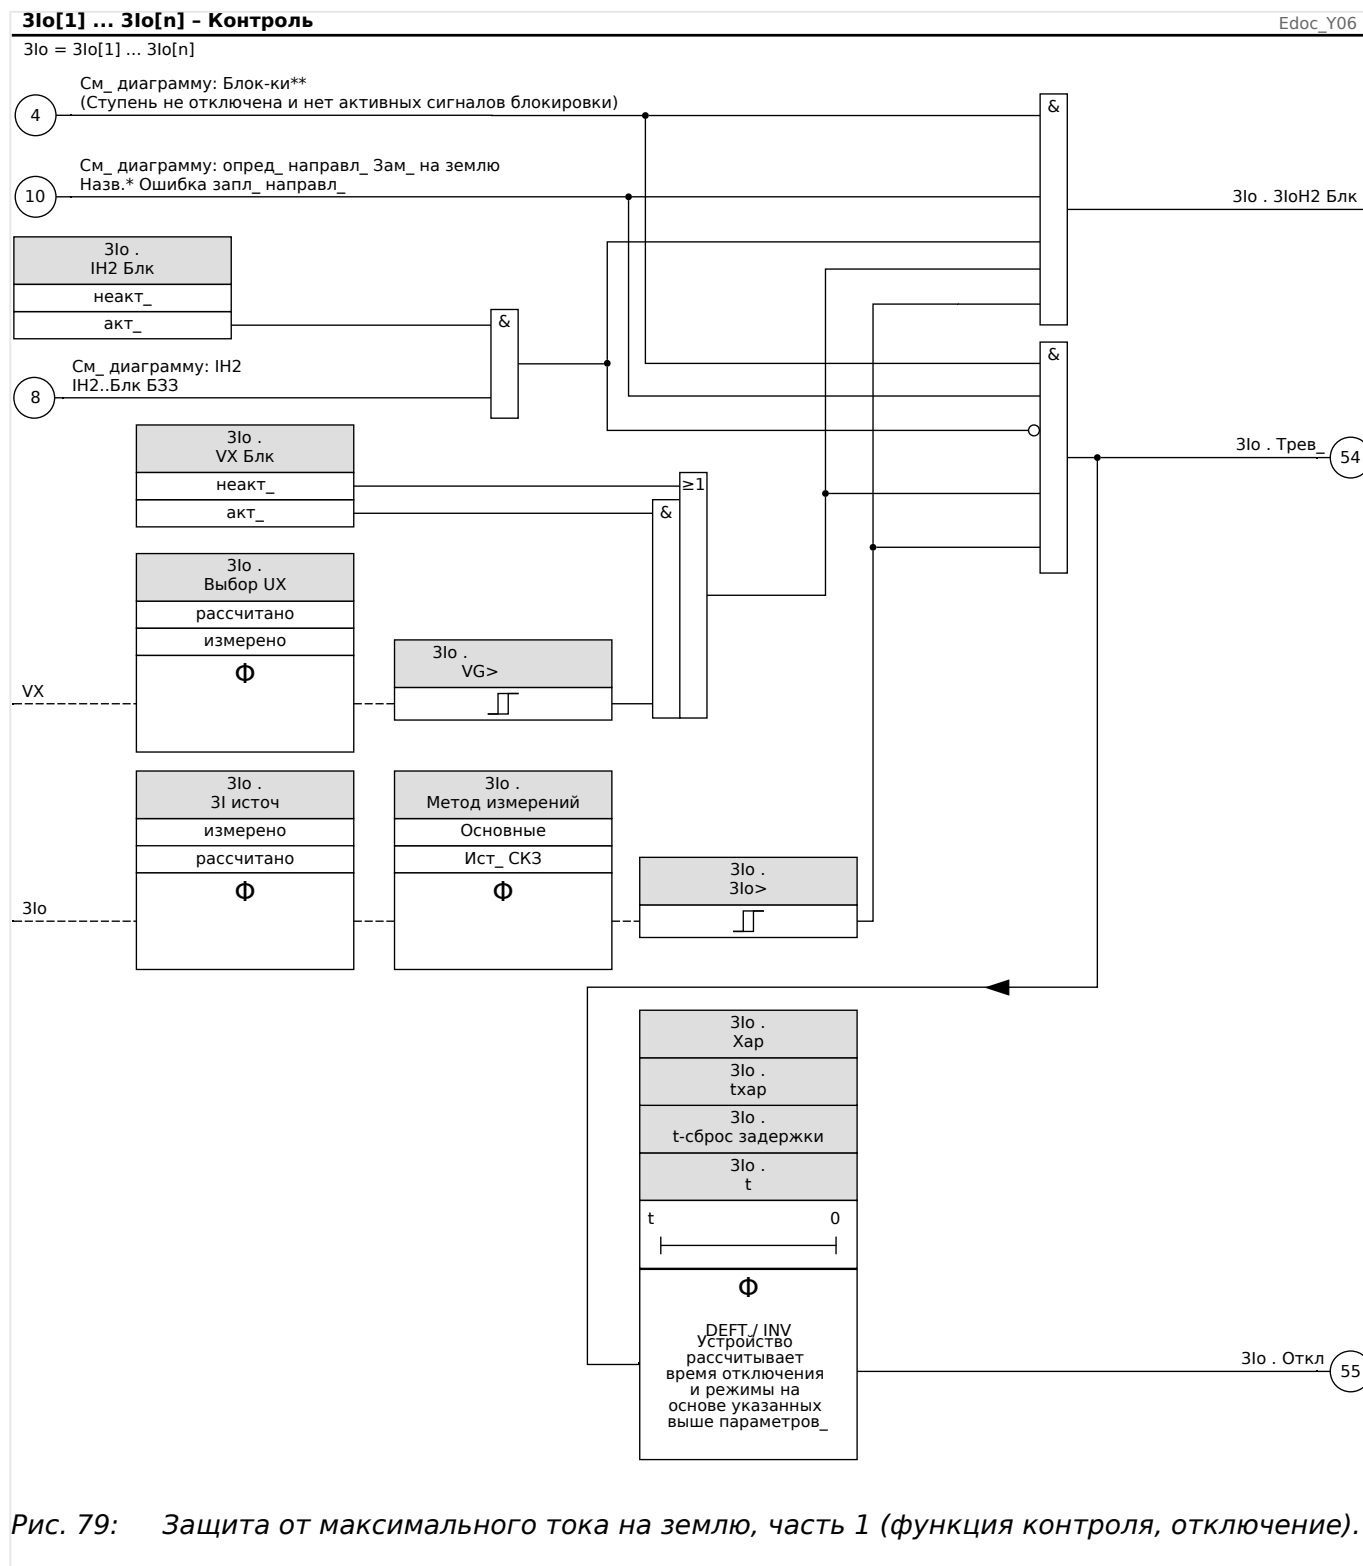 3Io[1] ... 3Io[n] – Контроль
Edoc_Y06
3Io = 3Io[1] ... 3Io[n]
См_ диаграмму: Блок-ки**
(Ступень не отключена и нет активных сигналов блокировки)
4
&
См_ диаграмму: опред_ направл_ Зам_ на землю
Назв.* Ошибка запл_ направл_
10
3Io . 3IoH2 Блк
3Io .
IH2 Блк
неакт_
акт_
&
См_ диаграмму: IH2
IH2..Блк БЗЗ
8
&
3Io . Трев_
54
3Io .
VX Блк
неакт_
акт_
≥1
&
3Io .
Выбор UX
рассчитано
измерено
Φ
VX
3Io .
VG>
3Io .
3I источ
измерено
рассчитано
Φ
3Io
3Io .
Метод измерений
Основные
Ист_ СКЗ
Φ
3Io .
3Io>
3Io .
Хар
3Io .
tхар
3Io .
t-сброс задержки
3Io .
t
t 0
Φ
DEFT / INV
Устройство
рассчитывает
время отключения
и режимы на
основе указанных
выше параметров_
3Io . Откл
55
Рис. 79: Защита от максимального тока на землю, часть 1 (функция контроля, отключение).